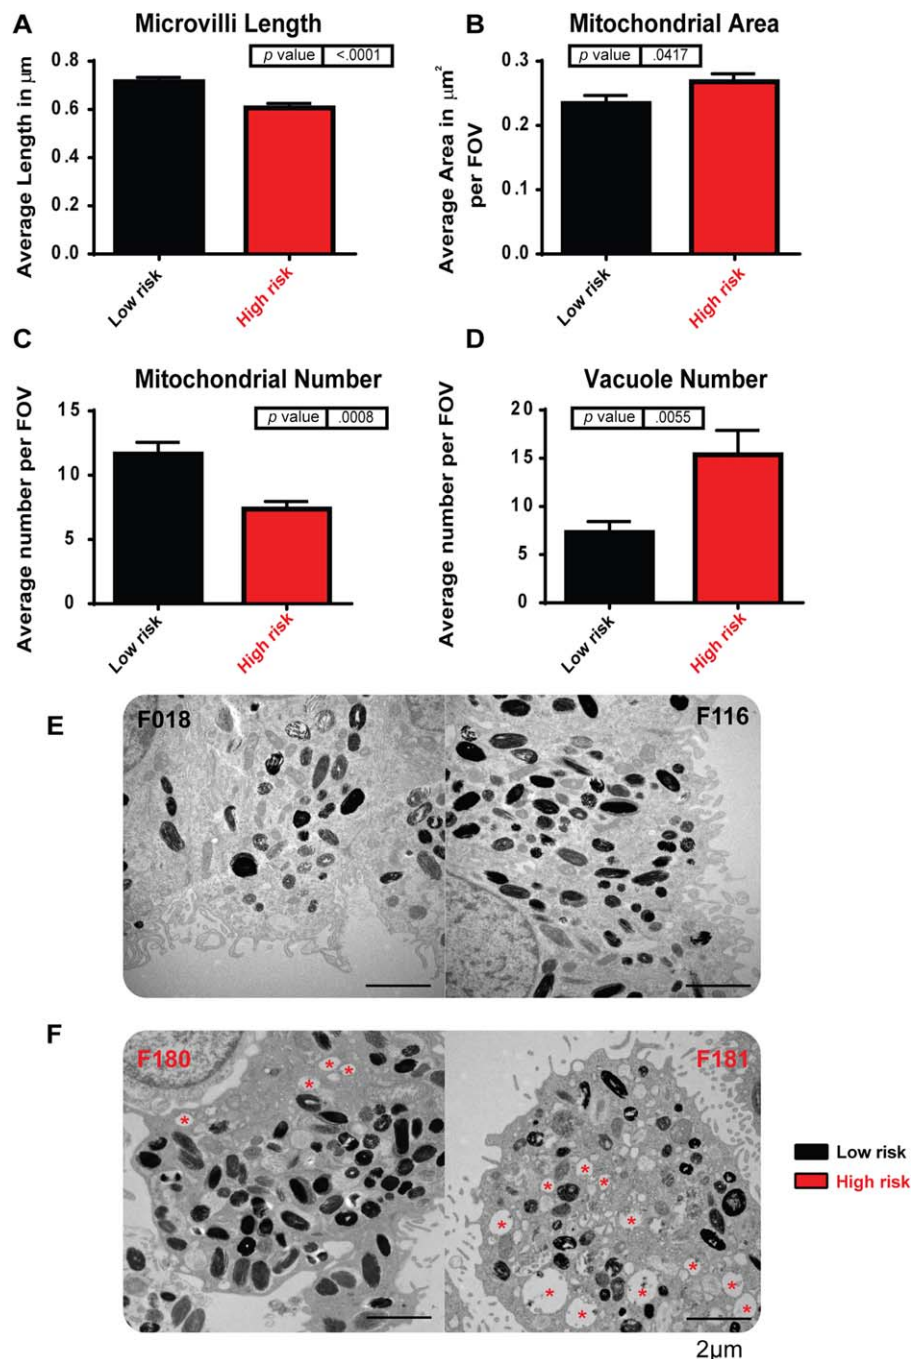 A
Microvilli Length
p value <.0001
Average Length in μm
0.8
0.6
0.4
0.2
0.0
Low risk
High risk
B
Mitochondrial Area
p value .0417
Average Area in μm²
per FOV
0.3
0.2
0.1
0.0
Low risk
High risk
C
Mitochondrial Number
p value .0008
Average number per FOV
15
10
5
0
Low risk
High risk
D
Vacuole Number
p value .0055
Average number per FOV
20
15
10
5
0
Low risk
High risk
E
F018
F116
F
F180
F181
* * * *
* * * * * * * * * * * *
Low risk
High risk
2μm